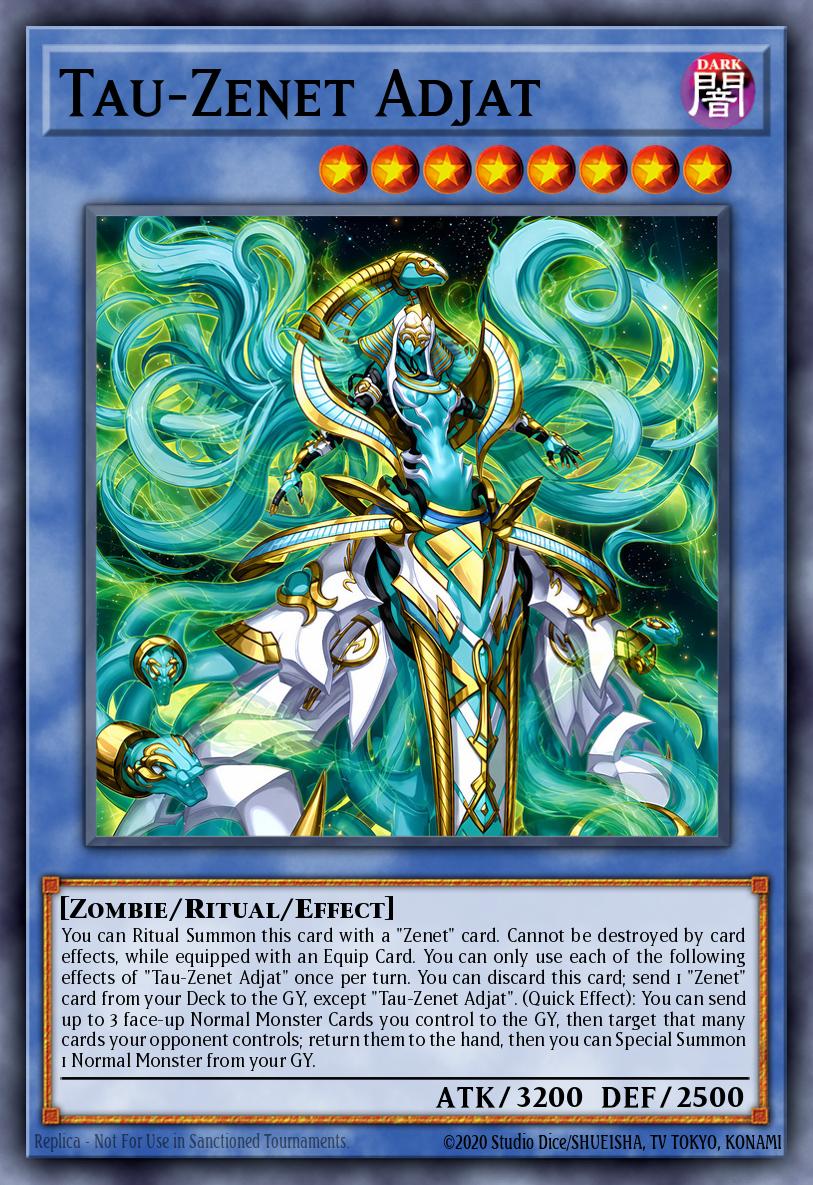 Tau-Zenet Adjat
DARK
闇
[Zombie/Ritual/Effect]
You can Ritual Summon this card with a "Zenet" card. Cannot be destroyed by card
effects, while equipped with an Equip Card. You can only use each of the following
effects of "Tau-Zenet Adjat" once per turn. You can discard this card; send 1 "Zenet"
card from your Deck to the GY, except "Tau-Zenet Adjat". (Quick Effect): You can send
up to 3 face-up Normal Monster Cards you control to the GY, then target that many
cards your opponent controls; return them to the hand, then you can Special Summon
1 Normal Monster from your GY.
ATK/3200 DEF/2500
Replica - Not For Use in Sanctioned Tournaments.
©2020 Studio Dice/SHUEISHA, TV TOKYO, KONAMI